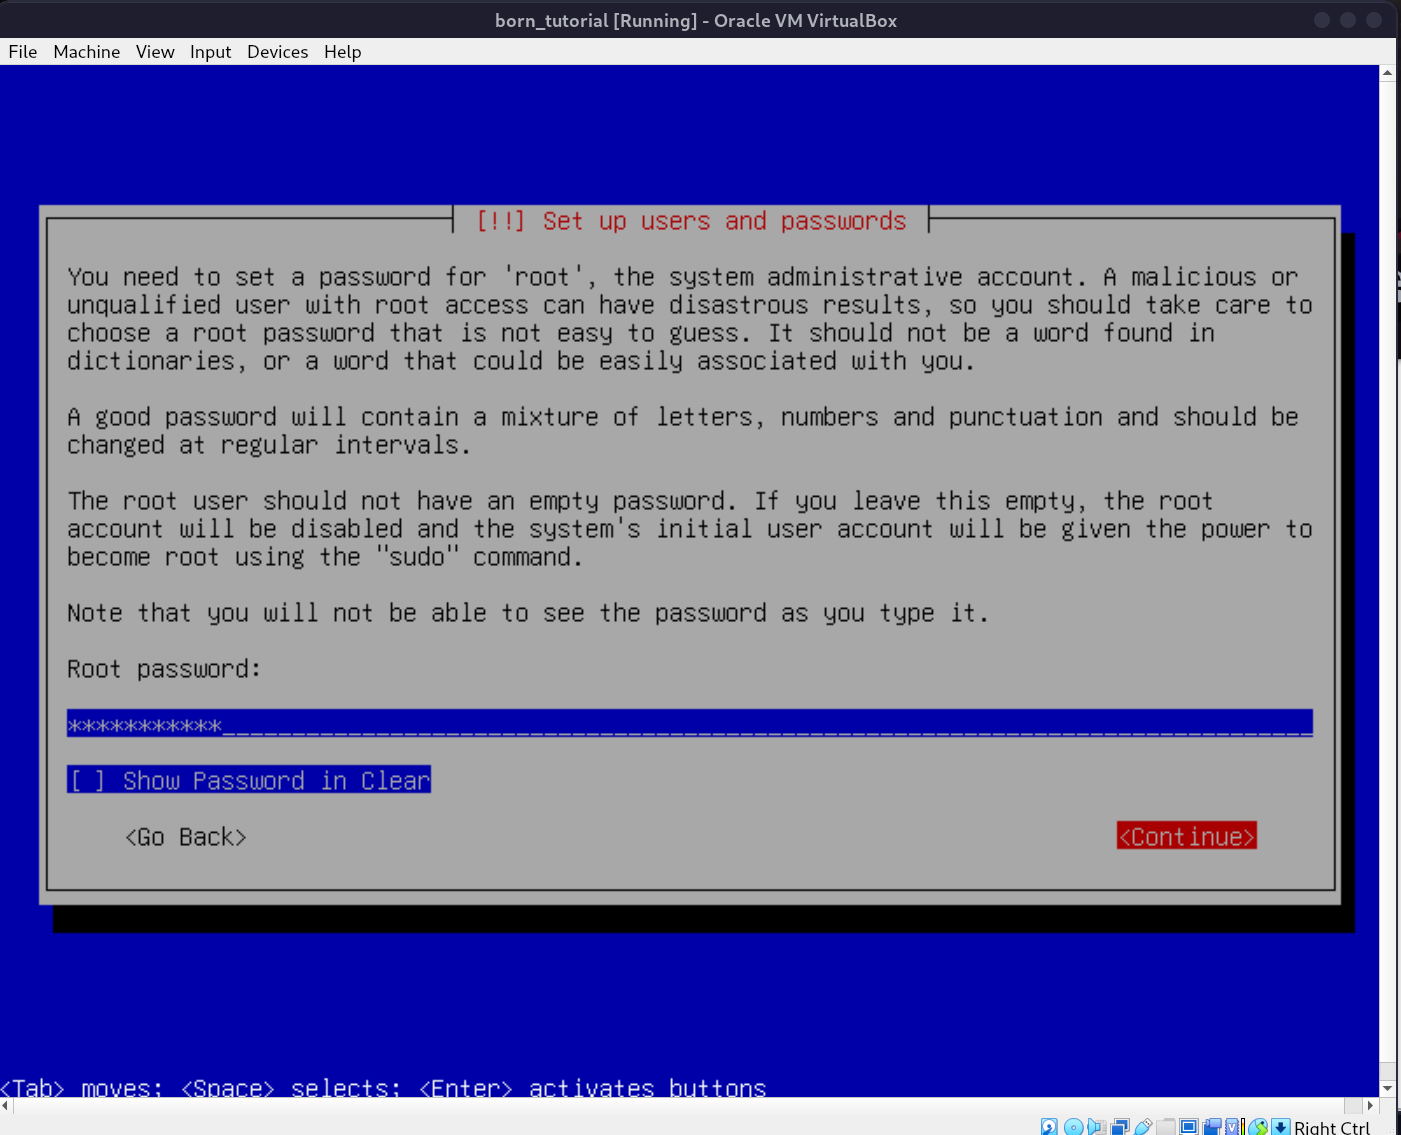 born_tutorial [Running] - Oracle VM VirtualBox
File Machine View Input Devices Help
[!!] Set up users and passwords
You need to set a password for 'root', the system administrative account. A malicious or
unqualified user with root access can have disastrous results, so you should take care to
choose a root password that is not easy to guess. It should not be a word found in
dictionaries, or a word that could be easily associated with you.
A good password will contain a mixture of letters, numbers and punctuation and should be
changed at regular intervals.
The root user should not have an empty password. If you leave this empty, the root
account will be disabled and the system's initial user account will be given the power to
become root using the "sudo" command.
Note that you will not be able to see the password as you type it.
Root password:
***********
[ ] Show Password in Clear
<Go Back> <Continue>
<Tab> moves; <Space> selects; <Enter> activates buttons
Right Ctrl